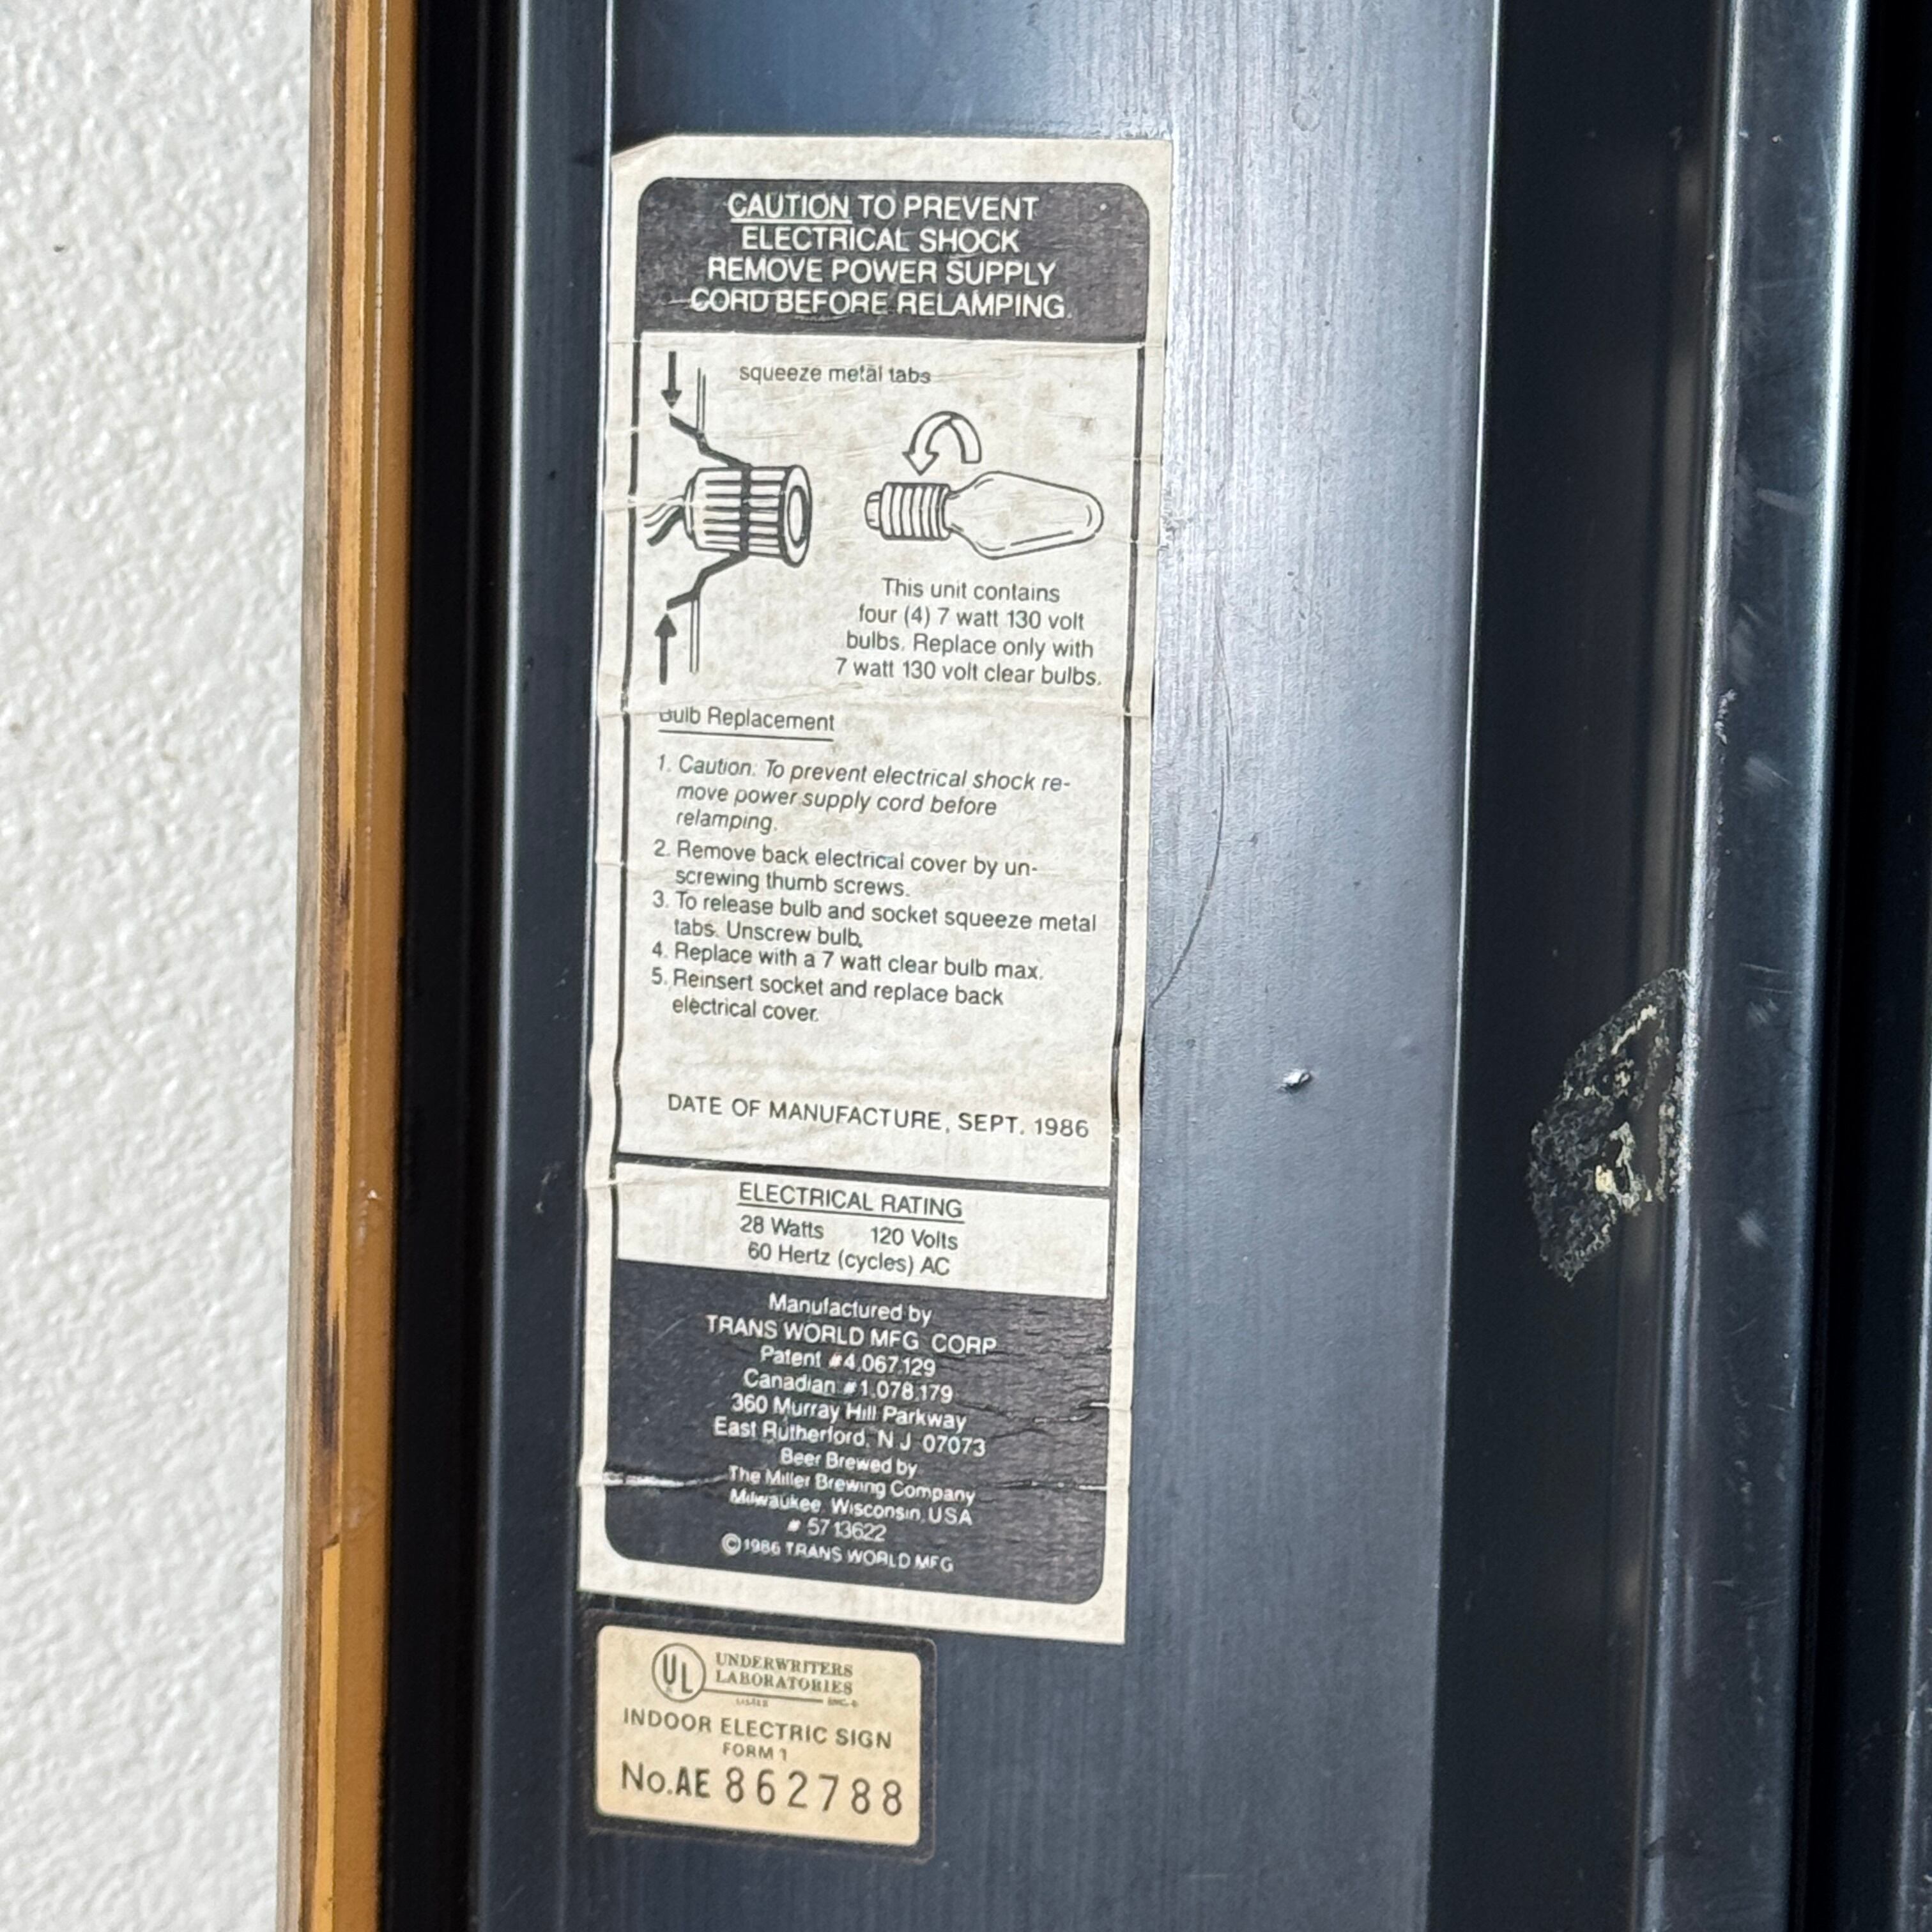 CAUTION TO PREVENT
ELECTRICAL SHOCK
REMOVE POWER SUPPLY
CORD BEFORE RELAMPING.
squeeze metal tabs
This unit contains
four (4) 7 watt 130 volt
bulbs. Replace only with
7 watt 130 volt clear bulbs.
Bulb Replacement
1. Caution: To prevent electrical shock re-
move power supply cord before
relamping.
2. Remove back electrical cover by un-
screwing thumb screws.
3. To release bulb and socket squeeze metal
tabs. Unscrew bulb.
4. Replace with a 7 watt clear bulb max.
5. Reinsert socket and replace back
electrical cover.
DATE OF MANUFACTURE, SEPT. 1986
ELECTRICAL RATING
28 Watts 120 Volts
60 Hertz (cycles) AC
Manufactured by
TRANS WORLD MFG CORP
Patent #4,067,129
Canadian #1,078,179
360 Murray Hill Parkway
East Rutherford, N J 07073
Beer Brewed by
The Miller Brewing Company
Milwaukee, Wisconsin, USA
# 5713622
©1986 TRANS WORLD MFG
UL UNDERWRITERS
LABORATORIES
LISTED INC.®
INDOOR ELECTRIC SIGN
FORM 1
No.AE 862788